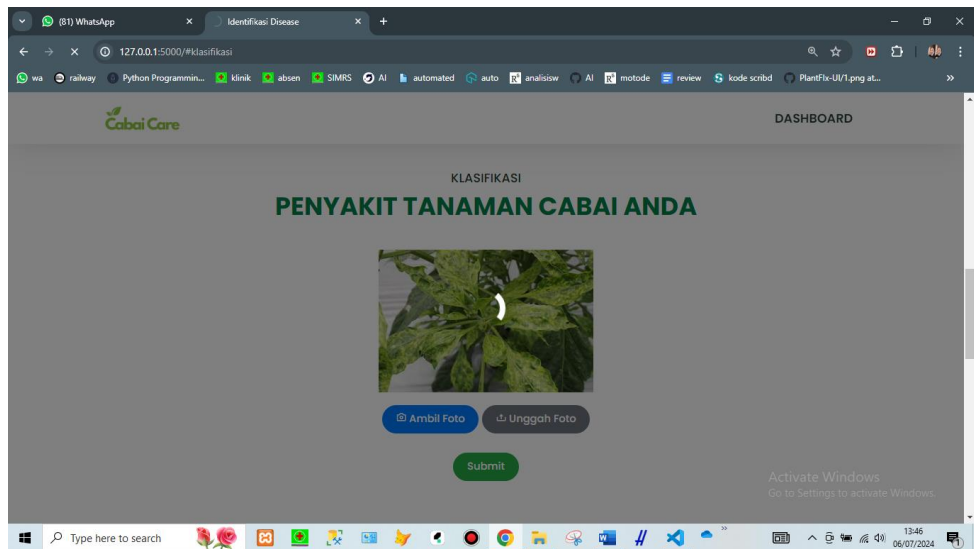 (81) WhatsApp
Identifikasi Disease
127.0.0.1:5000/#klasifikasi
wa railway Python Programmin... klinik absen SIMRS AI automated auto analisisw AI motode review kode scribd PlantFlx-UI/1.png at...
Cabai Care
DASHBOARD
KLASIFIKASI
PENYAKIT TANAMAN CABAI ANDA
Ambil Foto
Unggah Foto
Submit
Activate Windows
Go to Settings to activate Windows.
Type here to search
13:46
06/07/2024